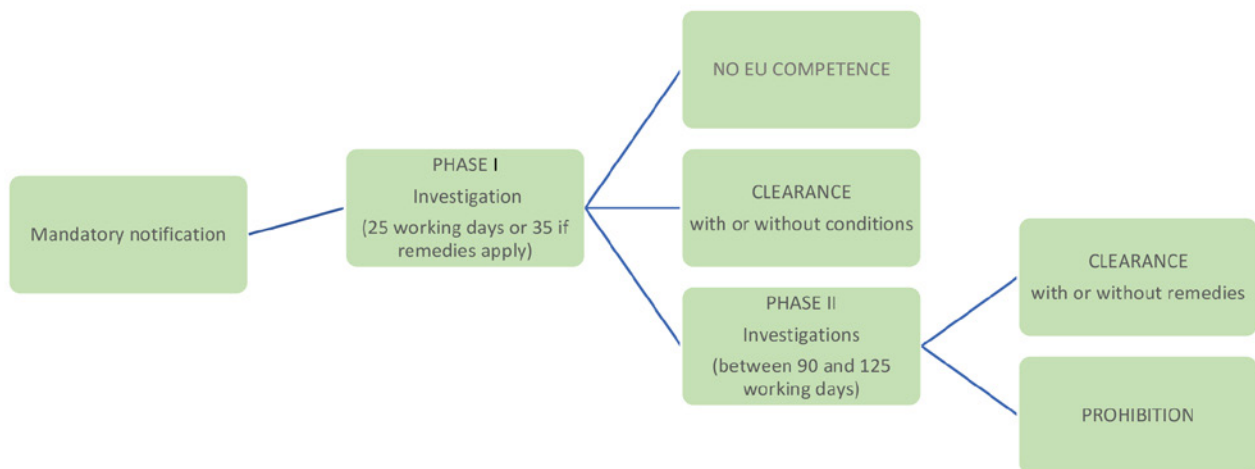 Mandatory notification
PHASE I
Investigation
(25 working days or 35 if
remedies apply)
NO EU COMPETENCE
CLEARANCE
with or without conditions
PHASE II
Investigations
(between 90 and 125
working days)
CLEARANCE
with or without remedies
PROHIBITION